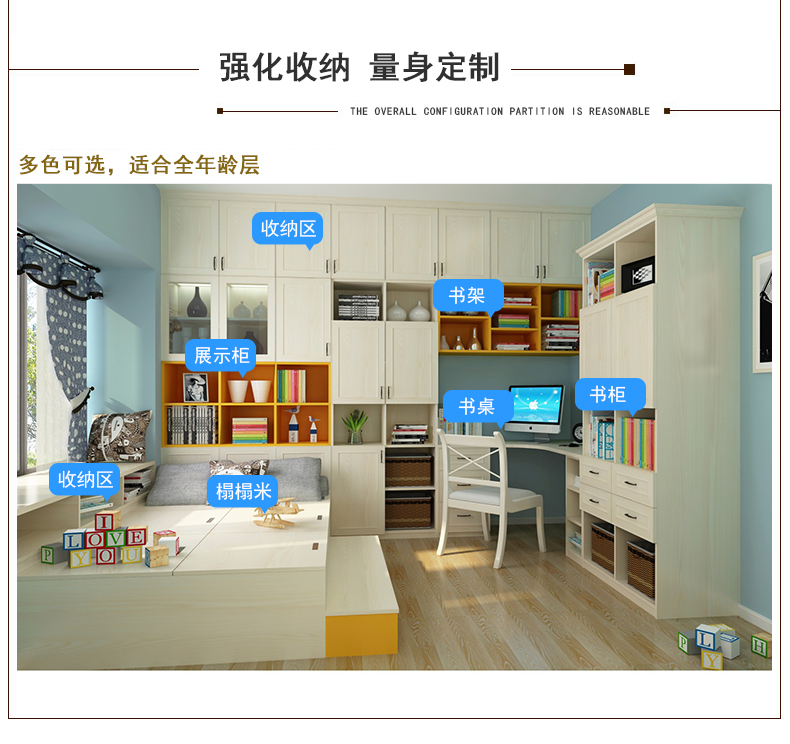 强化收纳 量身定制
THE OVERALL CONFIGURATION PARTITION IS REASONABLE
多色可选，适合全年龄层
收纳区
书架
展示柜
书柜
书桌
收纳区
榻榻米
I
LOVE
P YOU
L H
Y